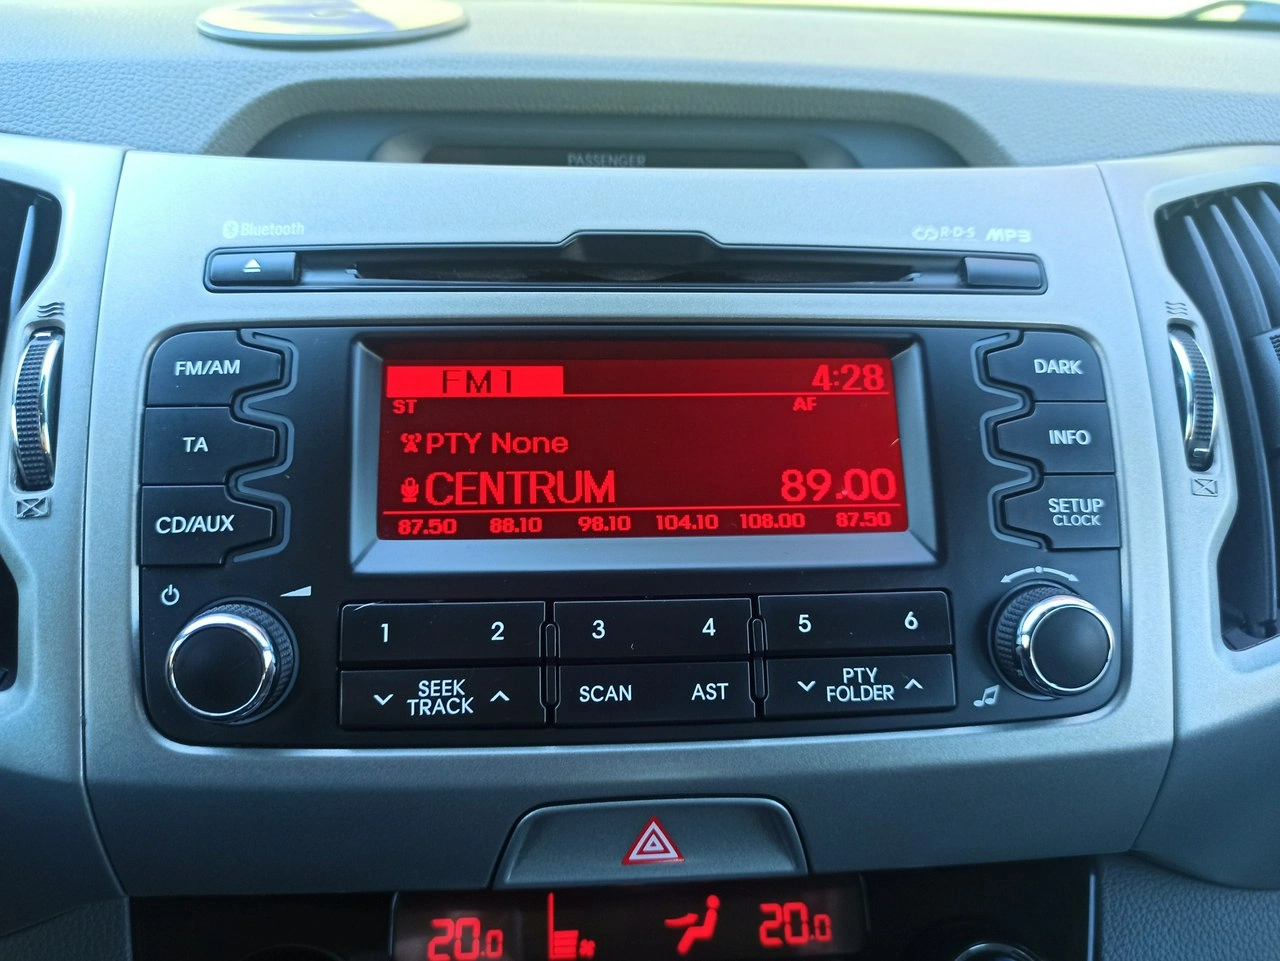 PASSENGER
Bluetooth
R·D·S MP3
FM/AM
TA
CD/AUX
FM1 4:28
ST AF
PTY None
CENTRUM 89.00
87.50 88.10 98.10 104.10 108.00 87.50
DARK
INFO
SETUP
CLOCK
1 2 3 4 5 6
SEEK
TRACK
SCAN AST
PTY
FOLDER
20.0 20.0